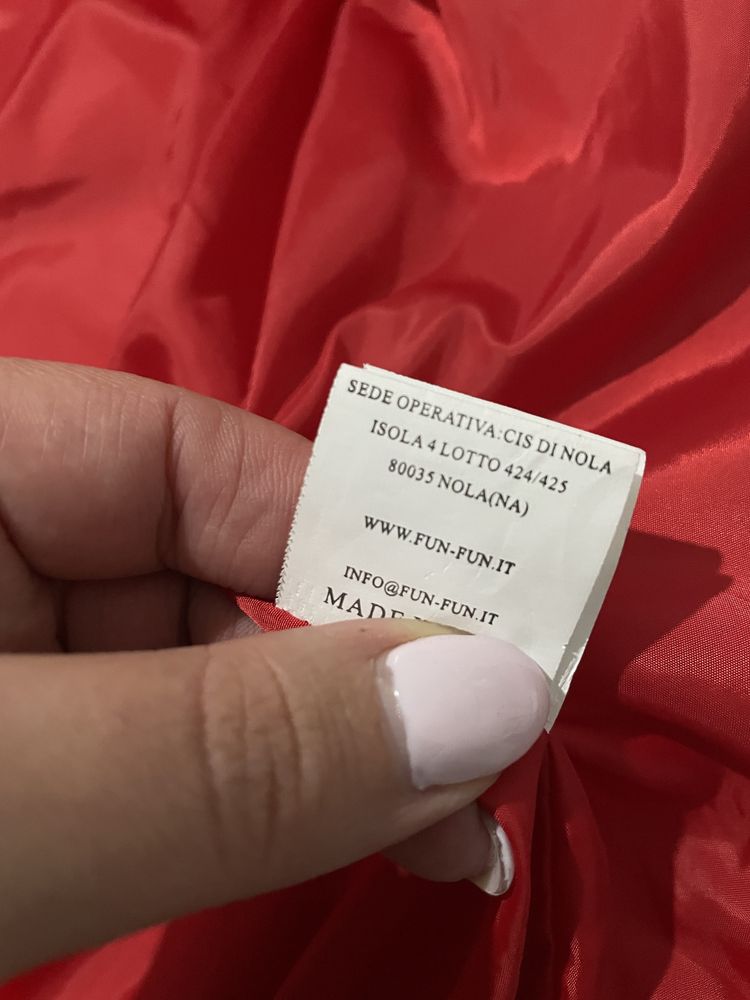 SEDE OPERATIVA:CIS DI NOLA
ISOLA 4 LOTTO 424/425
80035 NOLA(NA)
WWW.FUN-FUN.IT
INFO@FUN-FUN.IT
MADE